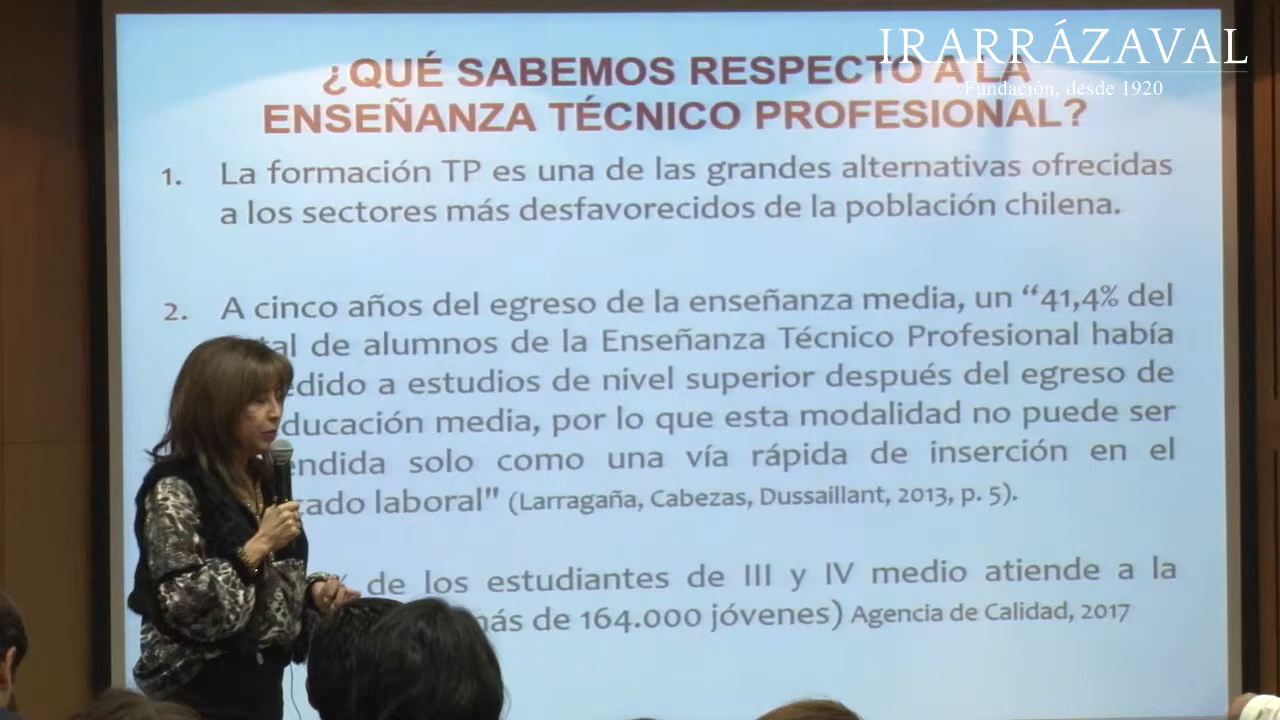 IRARRÁZAVAL
Fundación, desde 1920
¿QUÉ SABEMOS RESPECTO A LA
ENSEÑANZA TÉCNICO PROFESIONAL?
1. La formación TP es una de las grandes alternativas ofrecidas
a los sectores más desfavorecidos de la población chilena.
2. A cinco años del egreso de la enseñanza media, un “41,4% del
de alumnos de la Enseñanza Técnico Profesional había
a estudios de nivel superior después del egreso de
media, por lo que esta modalidad no puede ser
solo como una vía rápida de inserción en el
laboral" (Larragaña, Cabezas, Dussaillant, 2013, p. 5).
de los estudiantes de III y IV medio atiende a la
de 164.000 jóvenes) Agencia de Calidad, 2017